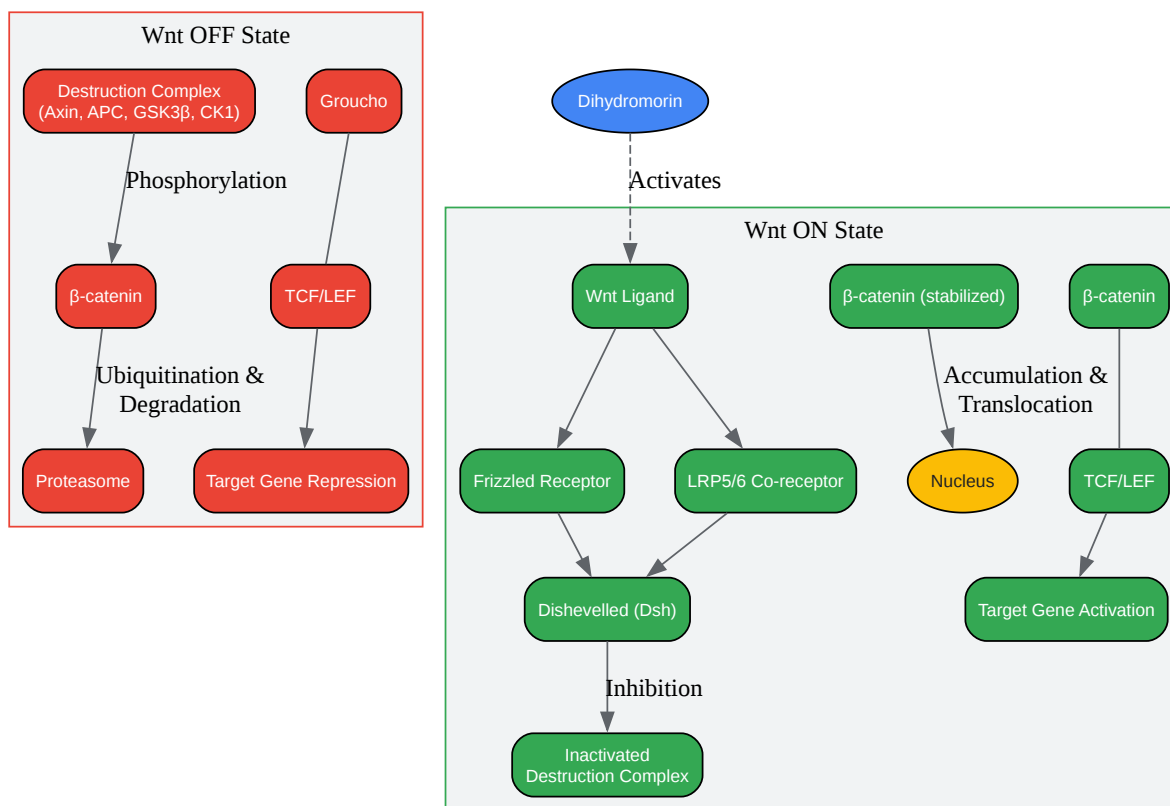 Wnt OFF State
Destruction Complex
(Axin, APC, GSK3β, CK1)
Groucho
Phosphorylation
β-catenin
TCF/LEF
Ubiquitination &
Degradation
Proteasome
Target Gene Repression
Dihydromorin
Activates
Wnt ON State
Wnt Ligand
β-catenin (stabilized)
β-catenin
Accumulation &
Translocation
Frizzled Receptor
LRP5/6 Co-receptor
Nucleus
TCF/LEF
Dishevelled (Dsh)
Target Gene Activation
Inhibition
Inactivated
Destruction Complex